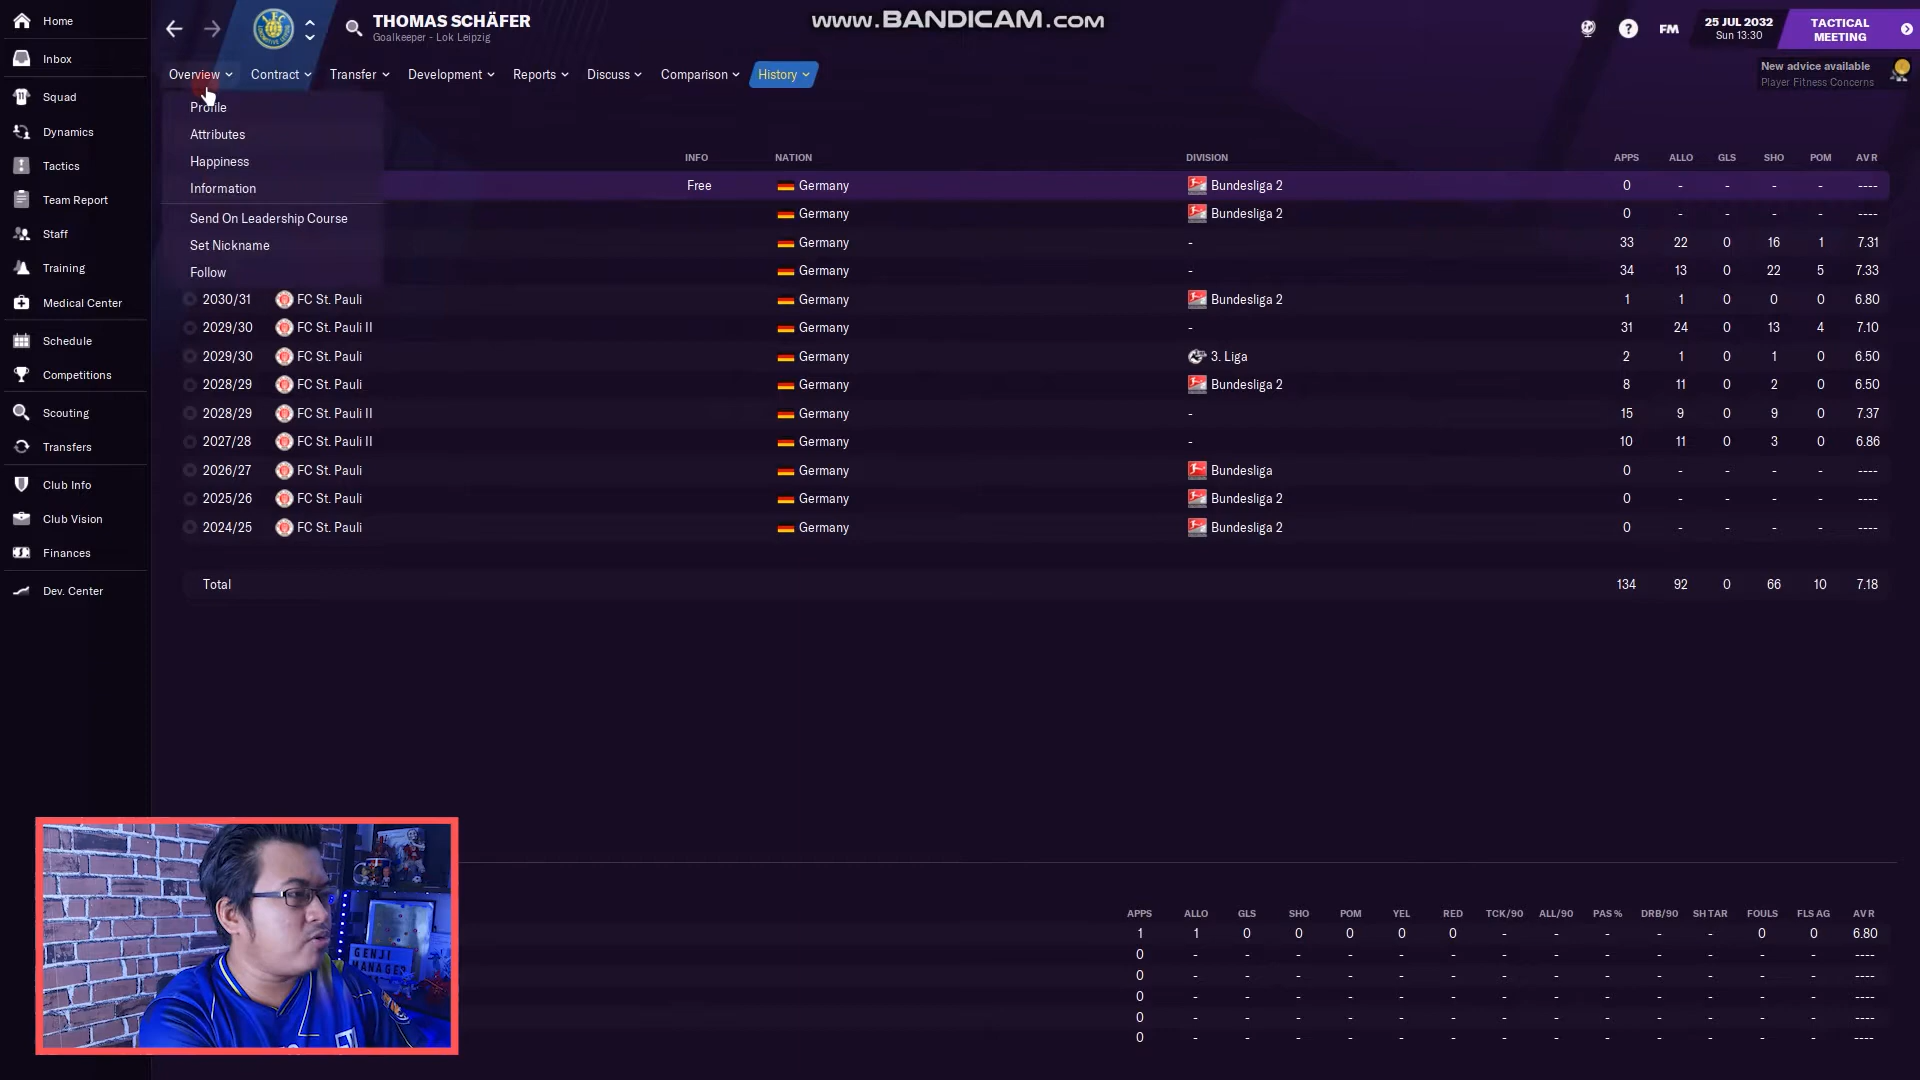 Home
Inbox
Squad
Dynamics
Tactics
Team Report
Staff
Training
Medical Center
Schedule
Competitions
Scouting
Transfers
Club Info
Club Vision
Finances
Dev. Center
THOMAS SCHÄFER
Goalkeeper - Lok Leipzig
www.BANDICAM.com
FM
25 JUL 2032
Sun 13:30
TACTICAL
MEETING
New advice available
Player Fitness Concerns
Overview Contract Transfer Development Reports Discuss Comparison History
Profile
Attributes
Happiness
Information
Send On Leadership Course
Set Nickname
Follow
INFO NATION DIVISION APPS ALLO GLS SHO POM AV R
Free Germany Bundesliga 2 0 - - - - ----
Germany Bundesliga 2 0 - - - - ----
Germany - 33 22 0 16 1 7.31
Germany - 34 13 0 22 5 7.33
2030/31 FC St. Pauli Germany Bundesliga 2 1 1 0 0 0 6.80
2029/30 FC St. Pauli II Germany - 31 24 0 13 4 7.10
2029/30 FC St. Pauli Germany 3. Liga 2 1 0 1 0 6.50
2028/29 FC St. Pauli Germany Bundesliga 2 8 11 0 2 0 6.50
2028/29 FC St. Pauli II Germany - 15 9 0 9 0 7.37
2027/28 FC St. Pauli II Germany - 10 11 0 3 0 6.86
2026/27 FC St. Pauli Germany Bundesliga 0 - - - - ----
2025/26 FC St. Pauli Germany Bundesliga 2 0 - - - - ----
2024/25 FC St. Pauli Germany Bundesliga 2 0 - - - - ----
Total 134 92 0 66 10 7.18
APPS ALLO GLS SHO POM YEL RED TCK/90 ALL/90 PAS % DRB/90 SH TAR FOULS FLS AG AV R
1 1 0 0 0 0 0 - - - - - 0 0 6.80
0 - - - - - - - - - - - - - ----
0 - - - - - - - - - - - - - ----
0 - - - - - - - - - - - - - ----
0 - - - - - - - - - - - - - ----
0 - - - - - - - - - - - - - ----
GENJI
MANAGER